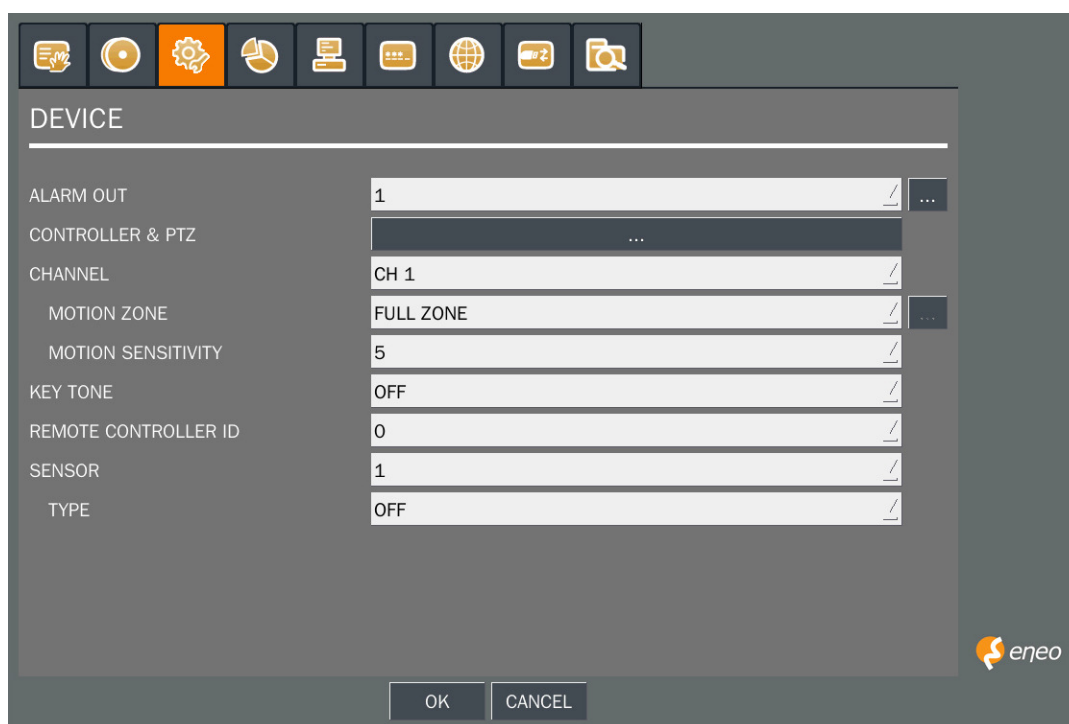 DEVICE
ALARM OUT 1 ...
CONTROLLER & PTZ ...
CHANNEL CH 1
MOTION ZONE FULL ZONE ...
MOTION SENSITIVITY 5
KEY TONE OFF
REMOTE CONTROLLER ID 0
SENSOR 1
TYPE OFF
eneo
OK CANCEL